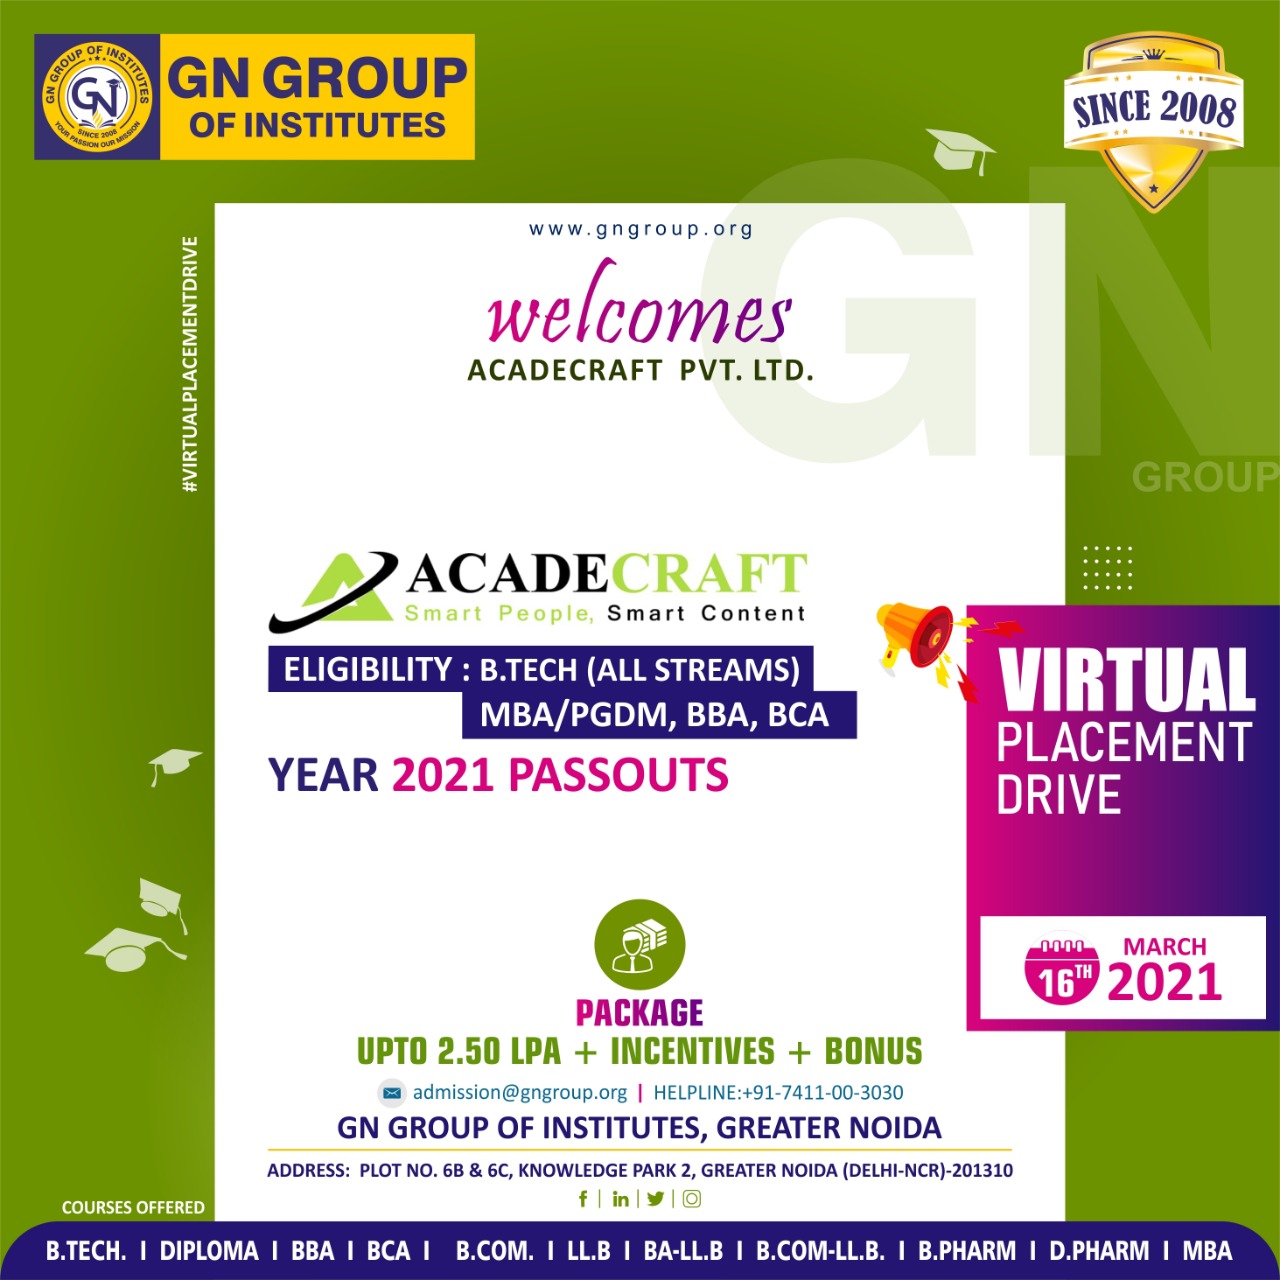 GN GROUP OF INSTITUTES
GN
SINCE 2008
YOUR PASSION OUR MISSION
GN GROUP
OF INSTITUTES
SINCE 2008
www.gngroup.org
welcomes
ACADECRAFT PVT. LTD.
#VIRTUALPLACEMENTDRIVE
GN
GROUP
ACADECRAFT
Smart People, Smart Content
ELIGIBILITY : B.TECH (ALL STREAMS)
MBA/PGDM, BBA, BCA
YEAR 2021 PASSOUTS
VIRTUAL
PLACEMENT
DRIVE
16TH MARCH
2021
PACKAGE
UPTO 2.50 LPA + INCENTIVES + BONUS
admission@gngroup.org | HELPLINE:+91-7411-00-3030
GN GROUP OF INSTITUTES, GREATER NOIDA
ADDRESS: PLOT NO. 6B & 6C, KNOWLEDGE PARK 2, GREATER NOIDA (DELHI-NCR)-201310
COURSES OFFERED
B.TECH. I DIPLOMA I BBA I BCA I B.COM. I LL.B I BA-LL.B I B.COM-LL.B. I B.PHARM I D.PHARM I MBA